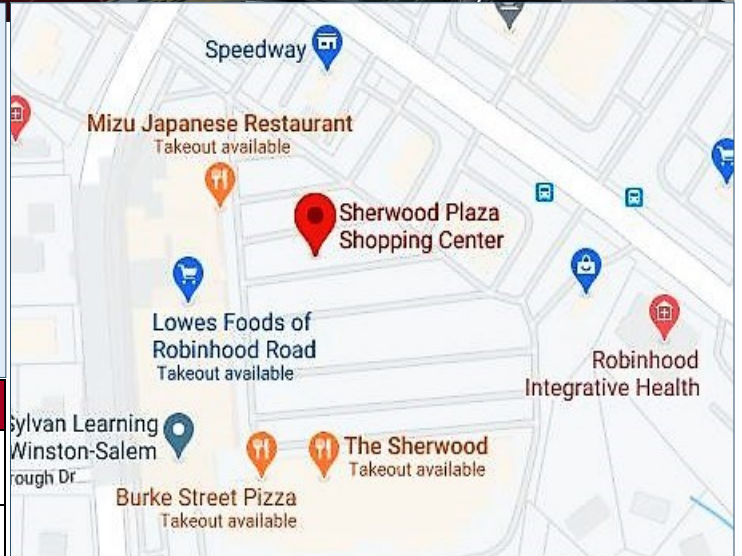 Speedway
Mizu Japanese Restaurant
Takeout available
Sherwood Plaza
Shopping Center
Lowes Foods of
Robinhood Road
Takeout available
Robinhood
Integrative Health
Sylvan Learning
Winston-Salem
rough Dr
The Sherwood
Takeout available
Burke Street Pizza
Takeout available